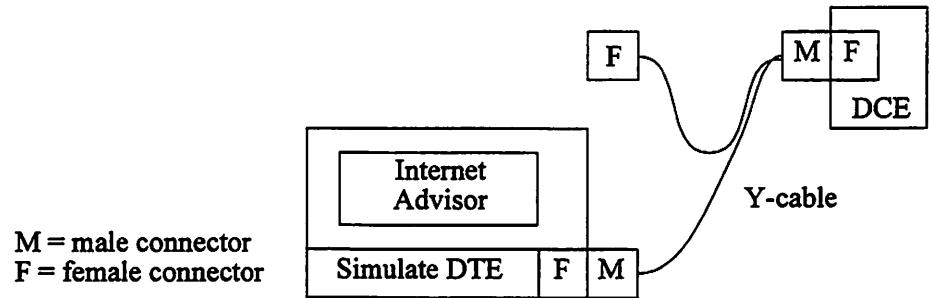 F
M F
DCE
Internet
Advisor
Y-cable
M = male connector
F = female connector
Simulate DTE F M